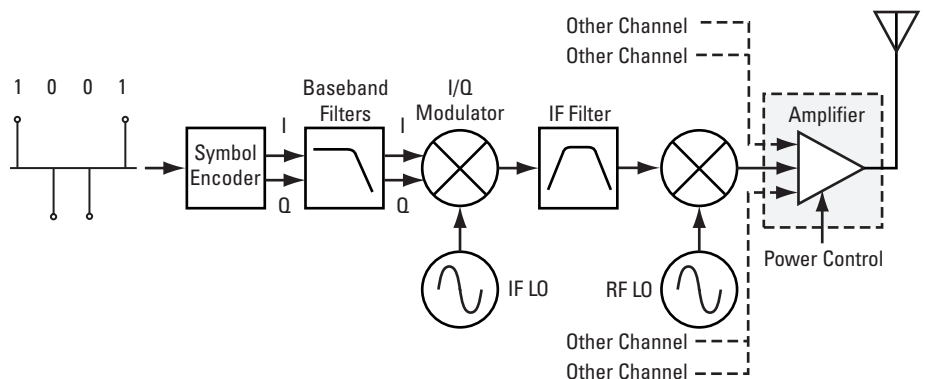 Other Channel
Other Channel
1 0 0 1
Baseband
Filters
I/Q
Modulator
IF Filter
Amplifier
I
I
Symbol
Encoder
Q
Q
Power Control
IF LO
RF LO
Other Channel
Other Channel